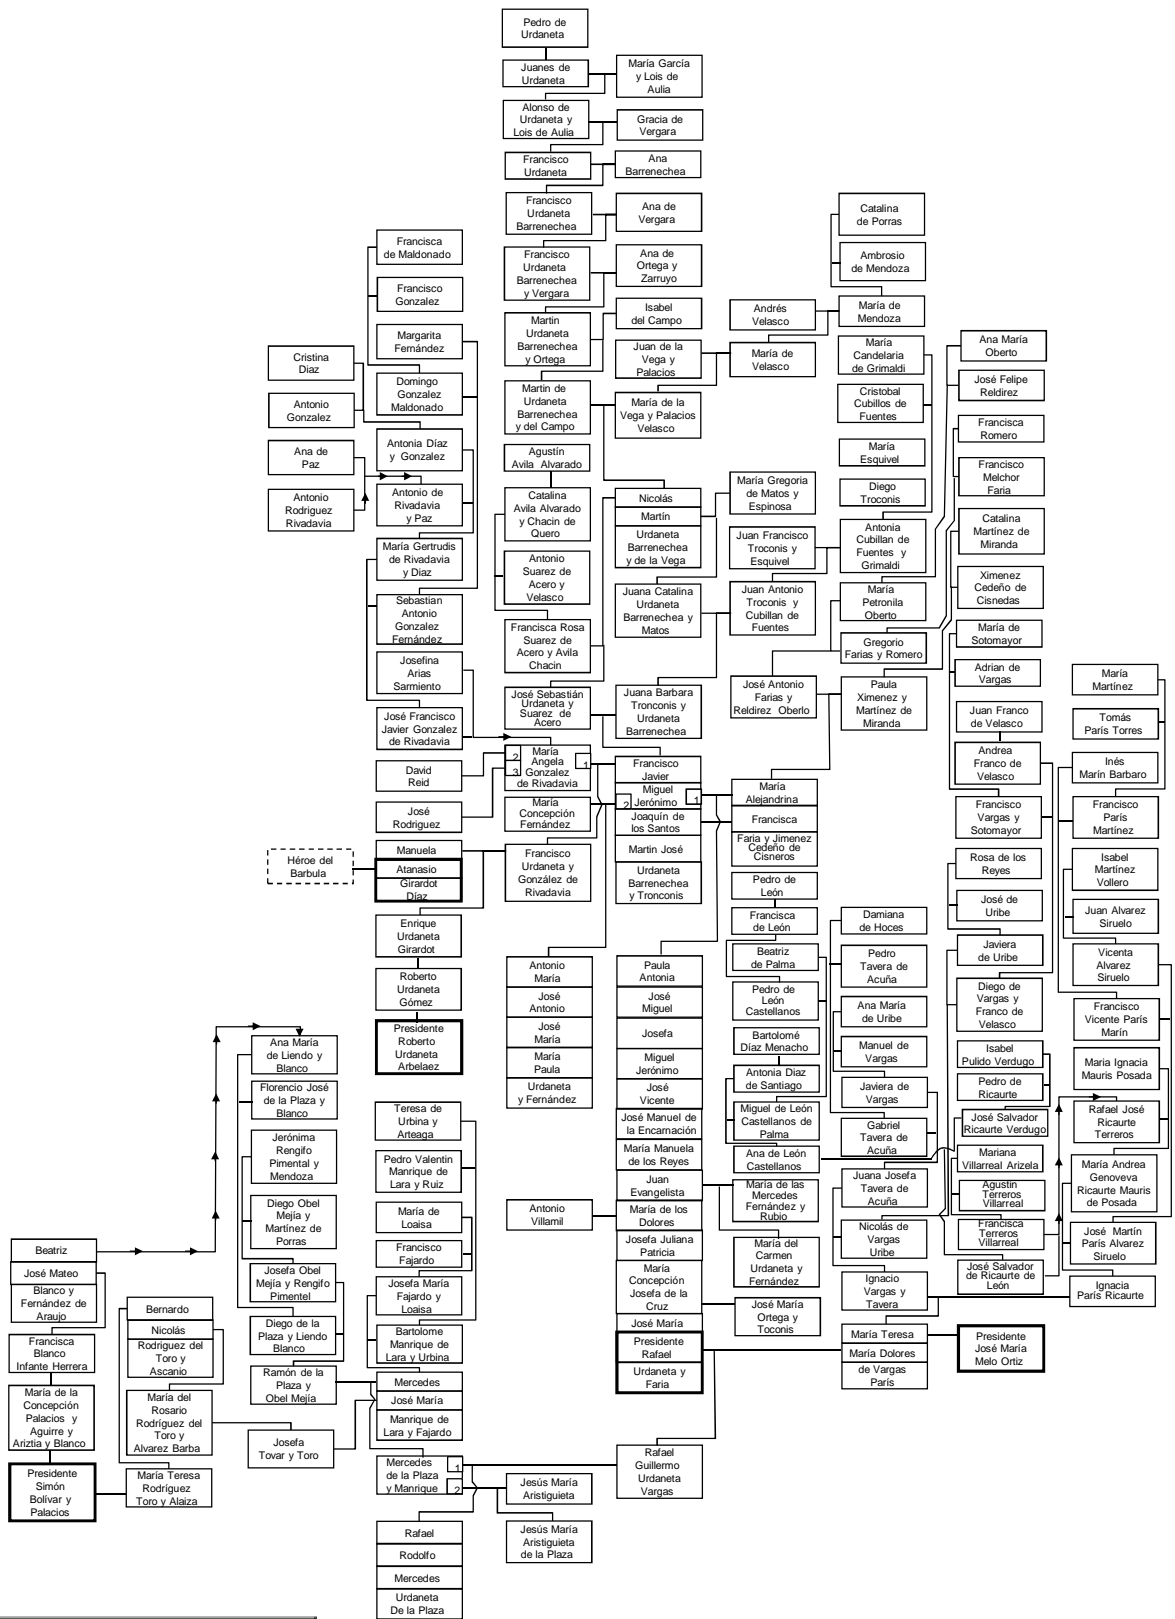 Pedro de
Urdaneta
Juanes de
Urdaneta
María García
y Lois de
Aulia
Alonso de
Urdaneta y
Lois de Aulia
Gracia de
Vergara
Francisco
Urdaneta
Ana
Barrenechea
Francisco
Urdaneta
Barrenechea
Ana de
Vergara
Catalina
de Porras
Francisca
de Maldonado
Francisco
Urdaneta
Barrenechea
y Vergara
Ana de
Ortega y
Zarruyo
Ambrosio
de Mendoza
Francisco
Gonzalez
Martin
Urdaneta
Barrenechea
y Ortega
Isabel
del Campo
Andrés
Velasco
María de
Mendoza
Margarita
Fernández
Juan de la
Vega y
Palacios
María de
Velasco
María
Candelaria
de Grimaldi
Ana María
Oberto
Cristina
Diaz
Domingo
Gonzalez
Maldonado
Martin de
Urdaneta
Barrenechea
y del Campo
María de la
Vega y Palacios
Velasco
Cristobal
Cubillos de
Fuentes
José Felipe
Reldirez
Antonio
Gonzalez
Antonia Díaz
y Gonzalez
Agustín
Avila Alvarado
María
Esquivel
Francisca
Romero
Ana de
Paz
Antonio
Rodriguez
Rivadavia
Antonio de
Rivadavia
y Paz
Catalina
Avila Alvarado
y Chacin de
Quero
Nicolás
Martín
Urdaneta
Barrenechea
y de la Vega
María Gregoria
de Matos y
Espinosa
Diego
Troconis
Francisco
Melchor
Faria
María Gertrudis
de Rivadavia
y Diaz
Antonio
Suarez de
Acero y
Velasco
Juan Francisco
Troconis y
Esquivel
Antonia
Cubillan de
Fuentes y
Grimaldi
Catalina
Martínez de
Miranda
Sebastian
Antonio
Gonzalez
Fernández
Francisca Rosa
Suarez de
Acero y Avila
Chacin
Juana Catalina
Urdaneta
Barrenechea y
Matos
Juan Antonio
Troconis y
Cubillan de
Fuentes
María
Petronila
Oberto
Ximenez
Cedeño de
Cisnedas
Josefina
Arias
Sarmiento
Gregorio
Farias y Romero
María de
Sotomayor
José Francisco
Javier Gonzalez
de Rivadavia
José Sebastián
Urdaneta y
Suarez de
Acero
Juana Barbara
Tronconis y
Urdaneta
Barrenechea
José Antonio
Farias y
Reldirez Oberlo
Paula
Ximenez y
Martínez de
Miranda
Adrian de
Vargas
María
Martínez
David
Reid
2
3
María
Angela
Gonzalez
de Rivadavia
1
Francisco
Javier
Miguel
Jerónimo
2
1
Joaquín de
los Santos
Martin José
Urdaneta
Barrenechea
y Tronconis
María
Alejandrina
Francisca
Faria y Jimenez
Cedeño de
Cisneros
Juan Franco
de Velasco
Tomás
París Torres
José
Rodriguez
María
Concepción
Fernández
Andrea
Franco de
Velasco
Inés
Marín Barbaro
Héroe del
Barbula
Manuela
Atanasio
Girardot
Díaz
Francisco
Urdaneta y
González de
Rivadavia
Francisco
Vargas y
Sotomayor
Francisco
París
Martínez
Pedro de
León
Rosa de los
Reyes
Isabel
Martínez
Vollero
Enrique
Urdaneta
Girardot
Francisca
de León
Damiana
de Hoces
José de
Uribe
Juan Alvarez
Siruelo
Roberto
Urdaneta
Gómez
Antonio
María
José
Antonio
José
María
María
Paula
Urdaneta
y Fernández
Paula
Antonia
José
Miguel
Josefa
Miguel
Jerónimo
José
Vicente
José Manuel de
la Encarnación
María Manuela
de los Reyes
Juan
Evangelista
María de los
Dolores
Josefa Juliana
Patricia
María
Concepción
Josefa de la
Cruz
José María
Presidente
Rafael
Urdaneta y
Faria
Beatriz
de Palma
Pedro
Tavera de
Acuña
Javiera
de Uribe
Vicenta
Alvarez
Siruelo
Presidente
Roberto
Urdaneta
Arbelaez
Pedro de
León
Castellanos
Ana María
de Uribe
Diego de
Vargas y
Franco de
Velasco
Francisco
Vicente París
Marín
Ana María
de Liendo y
Blanco
Bartolomé
Díaz Menacho
Manuel de
Vargas
Isabel
Pulido Verdugo
Maria Ignacia
Mauris Posada
Florencio José
de la Plaza y
Blanco
Antonia Diaz
de Santiago
Javiera de
Vargas
Pedro de
Ricaurte
Rafael José
Ricaurte
Terreros
Teresa de
Urbina y
Arteaga
Miguel de León
Castellanos de
Palma
Gabriel
Tavera de
Acuña
José Salvador
Ricaurte Verdugo
Jerónima
Rengifo
Pimental y
Mendoza
Pedro Valentin
Manrique de
Lara y Ruiz
Ana de León
Castellanos
Juana Josefa
Tavera de
Acuña
Mariana
Villarreal Arizela
María Andrea
Genoveva
Ricaurte Mauris
de Posada
Diego Obel
Mejía y
Martínez de
Porras
María de
Loaisa
Antonio
Villamil
María de las
Mercedes
Fernández y
Rubio
Nicolás de
Vargas
Uribe
Agustin
Terreros
Villarreal
Francisca
Terreros
Villarreal
José Martín
París Alvarez
Siruelo
Beatriz
José Mateo
Blanco y
Fernández de
Araujo
Francisco
Fajardo
María del
Carmen
Urdaneta y
Fernández
Ignacio
Vargas y
Tavera
José Salvador
de Ricaurte de
León
Ignacia
París Ricaurte
Josefa Obel
Mejía y Rengifo
Pimentel
Josefa María
Fajardo y
Loaisa
José María
Ortega y
Toconis
Bernardo
Nicolás
Rodriguez del
Toro y
Ascanio
Diego de la
Plaza y Liendo
Blanco
Bartolome
Manrique de
Lara y Urbina
María Teresa
María Dolores
de Vargas
París
Presidente
José María
Melo Ortiz
Francisca
Blanco
Infante Herrera
Ramón de la
Plaza y
Obel Mejía
Mercedes
José María
Manrique de
Lara y Fajardo
María de la
Concepción
Palacios y
Aguirre y
Ariztia y Blanco
María del
Rosario
Rodríguez del
Toro y
Alvarez Barba
Josefa
Tovar y Toro
Presidente
Simón
Bolívar y
Palacios
María Teresa
Rodríguez
Toro y Alaiza
Mercedes
de la Plaza
y Manrique
1
2
Rafael
Guillermo
Urdaneta
Vargas
Jesús María
Aristiguieta
Jesús María
Aristiguieta
de la Plaza
Rafael
Rodolfo
Mercedes
Urdaneta
De la Plaza